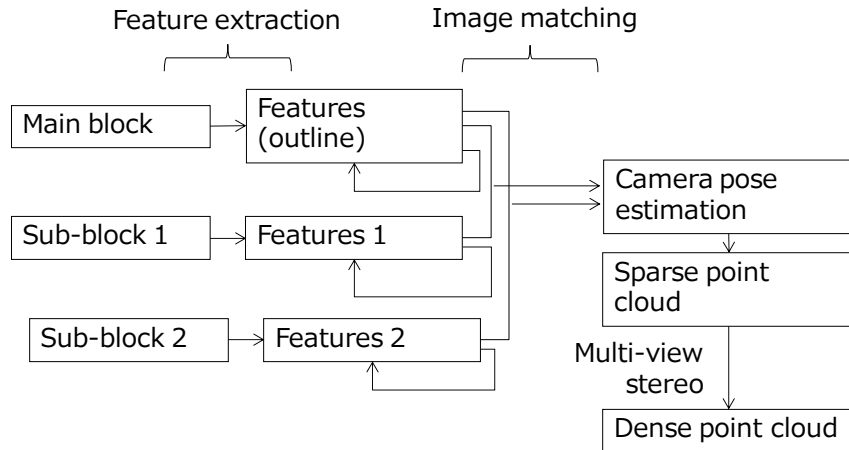 Feature extraction
Image matching
Main block
Features
(outline)
Camera pose
estimation
Sub-block 1
Features 1
Sparse point
cloud
Sub-block 2
Features 2
Multi-view
stereo
Dense point cloud